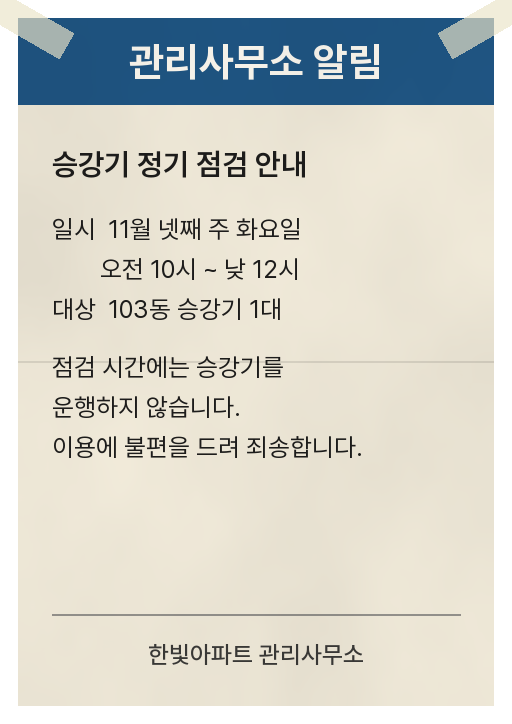 관리사무소 알림
승강기 정기 점검 안내
일시 11월 넷째 주 화요일
오전 10시 ~ 낮 12시
대상 103동 승강기 1대
점검 시간에는 승강기를
운행하지 않습니다.
이용에 불편을 드려 죄송합니다.
한빛아파트 관리사무소